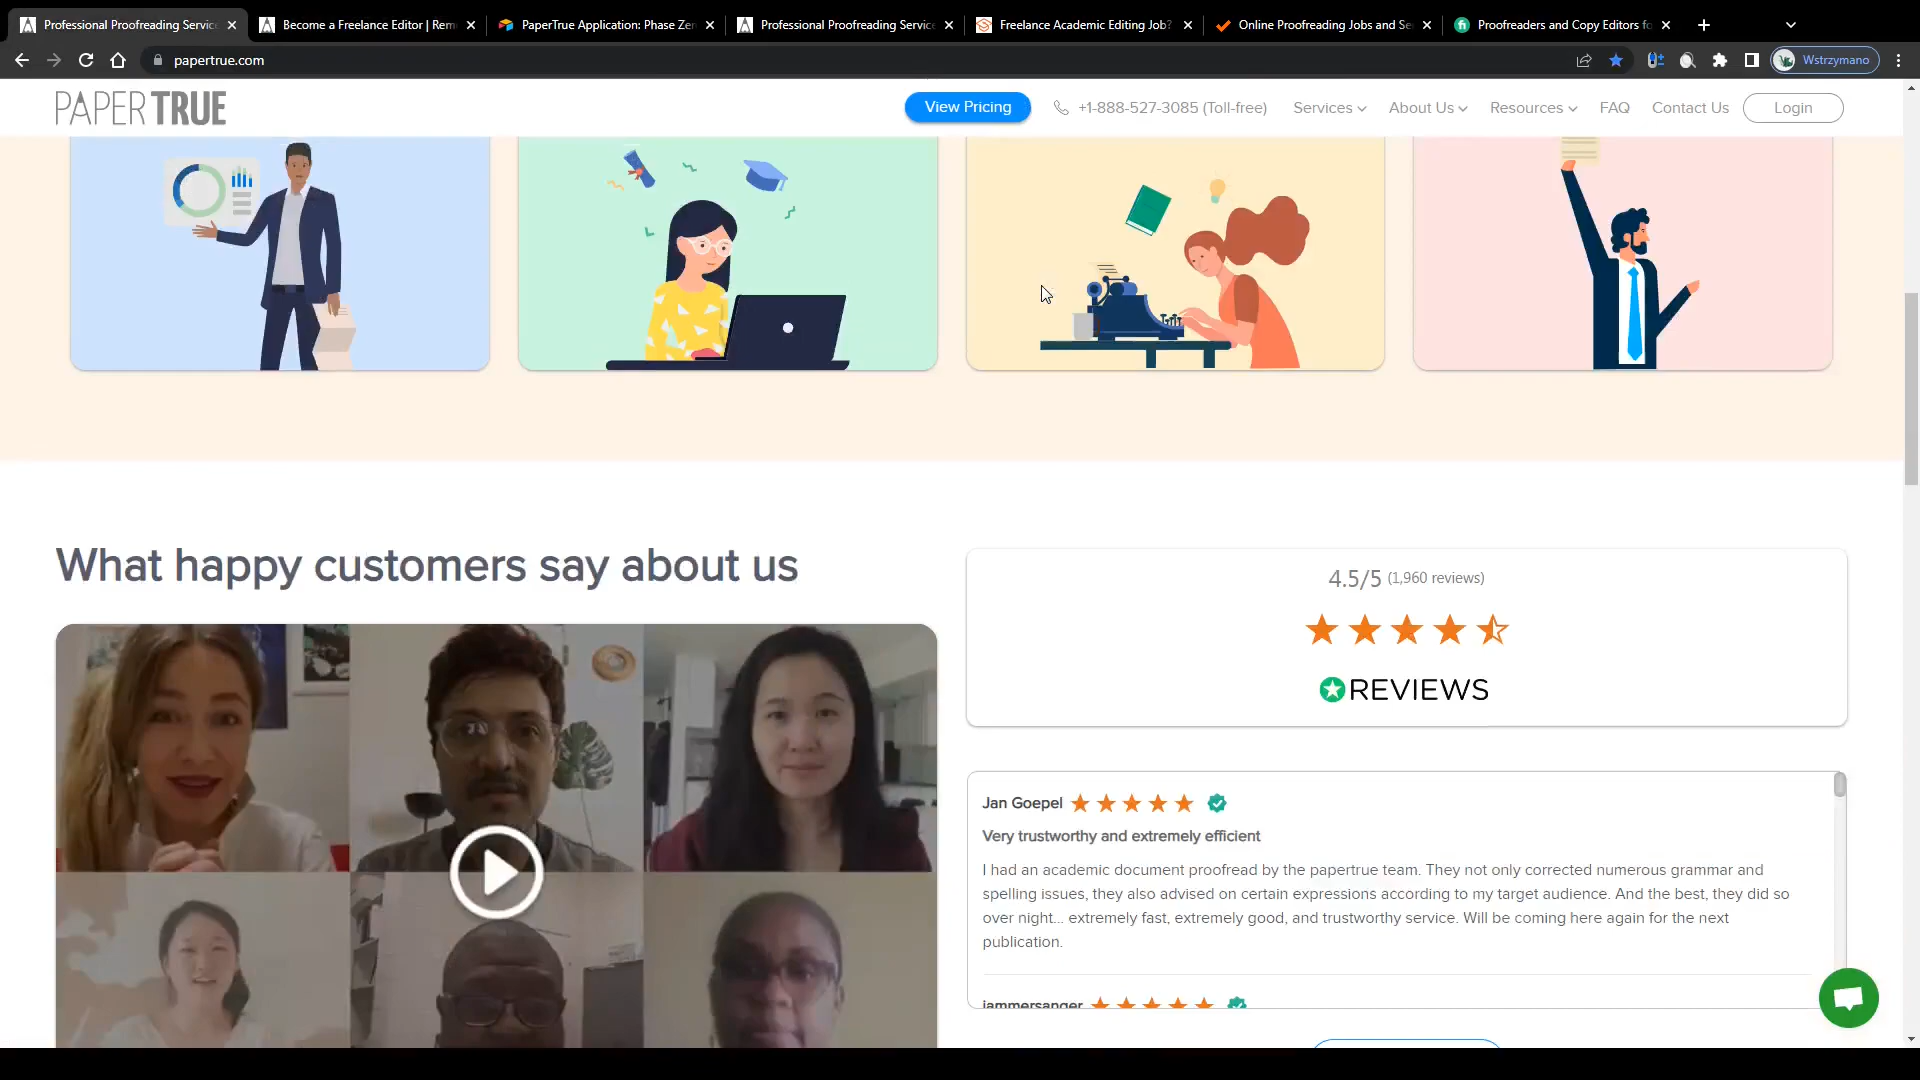 Professional Proofreading Service
Become a Freelance Editor | Rem
PaperTrue Application: Phase Zer
Professional Proofreading Service
Freelance Academic Editing Job?
Online Proofreading Jobs and Se
Proofreaders and Copy Editors fo
papertrue.com
Wstrzymano
PAPER TRUE
View Pricing
+1-888-527-3085 (Toll-free)
Services
About Us
Resources
FAQ
Contact Us
Login
What happy customers say about us
4.5/5 (1,960 reviews)
REVIEWS
Jan Goepel
Very trustworthy and extremely efficient
I had an academic document proofread by the papertrue team. They not only corrected numerous grammar and
spelling issues, they also advised on certain expressions according to my target audience. And the best, they did so
over night... extremely fast, extremely good, and trustworthy service. Will be coming here again for the next
publication.
jammersanger